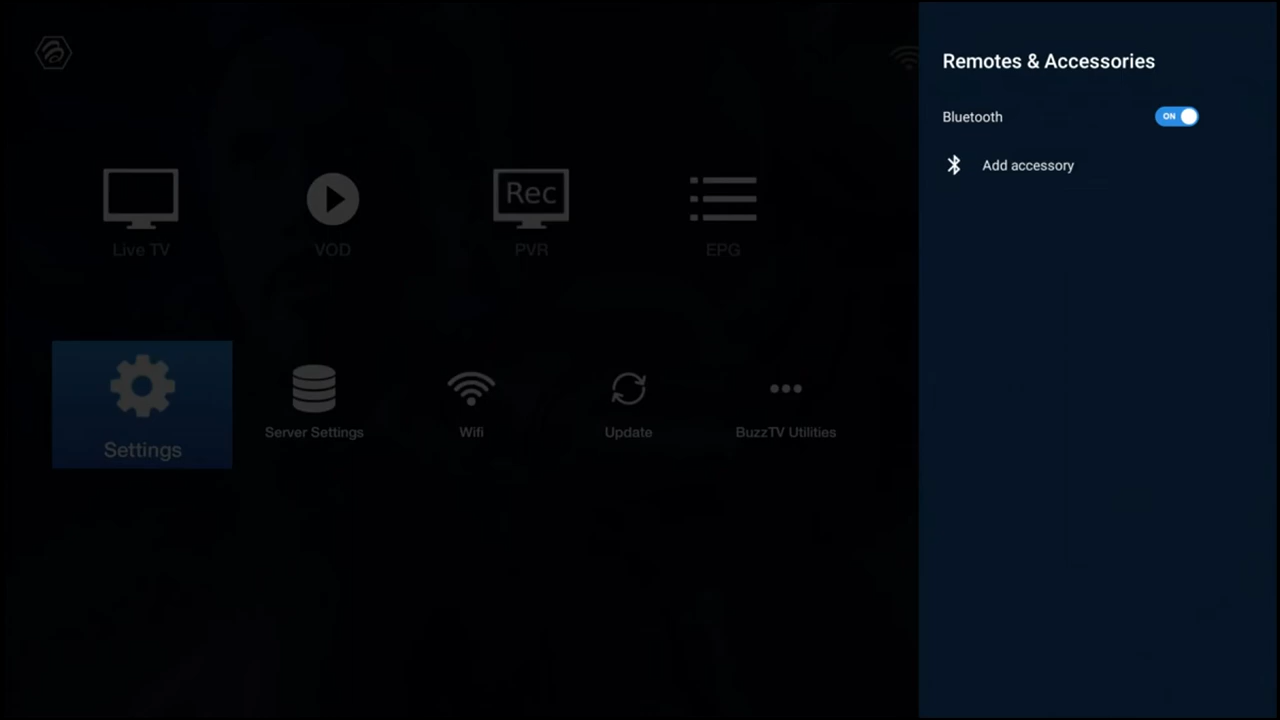 Remotes & Accessories
Bluetooth ON
Add accessory
Live TV
VOD
Rec
PVR
EPG
Settings
Server Settings
Wifi
Update
BuzzTV Utilities